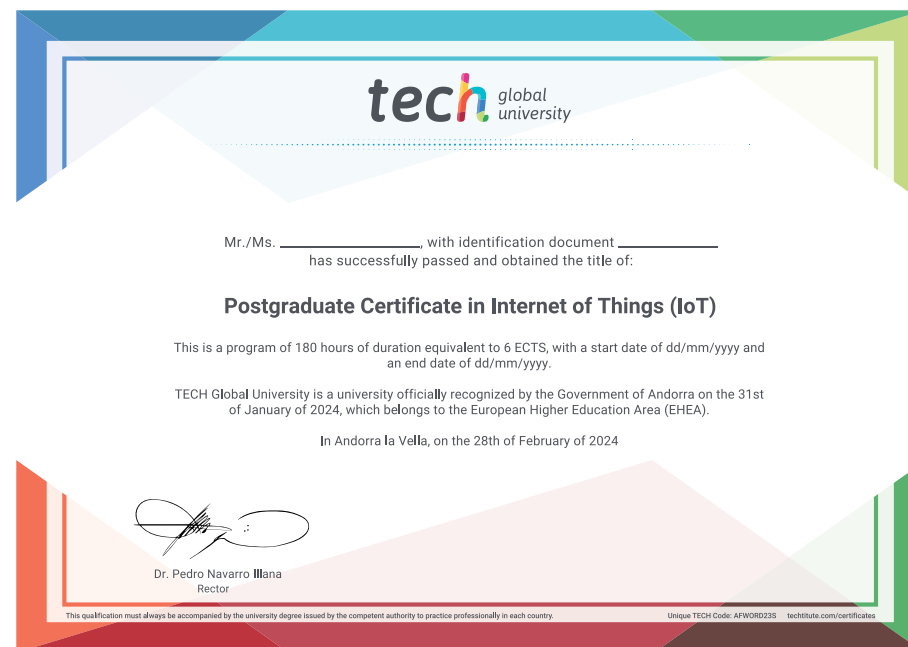 tech global
university
Mr./Ms. ____________________, with identification document ______________
has successfully passed and obtained the title of:
Postgraduate Certificate in Internet of Things (IoT)
This is a program of 180 hours of duration equivalent to 6 ECTS, with a start date of dd/mm/yyyy and
an end date of dd/mm/yyyy.
TECH Global University is a university officially recognized by the Government of Andorra on the 31st
of January of 2024, which belongs to the European Higher Education Area (EHEA).
In Andorra la Vella, on the 28th of February of 2024
Dr. Pedro Navarro Illana
Rector
This qualification must always be accompanied by the university degree issued by the competent authority to practice professionally in each country. Unique TECH Code: AFWORD23S techtitute.com/certificates